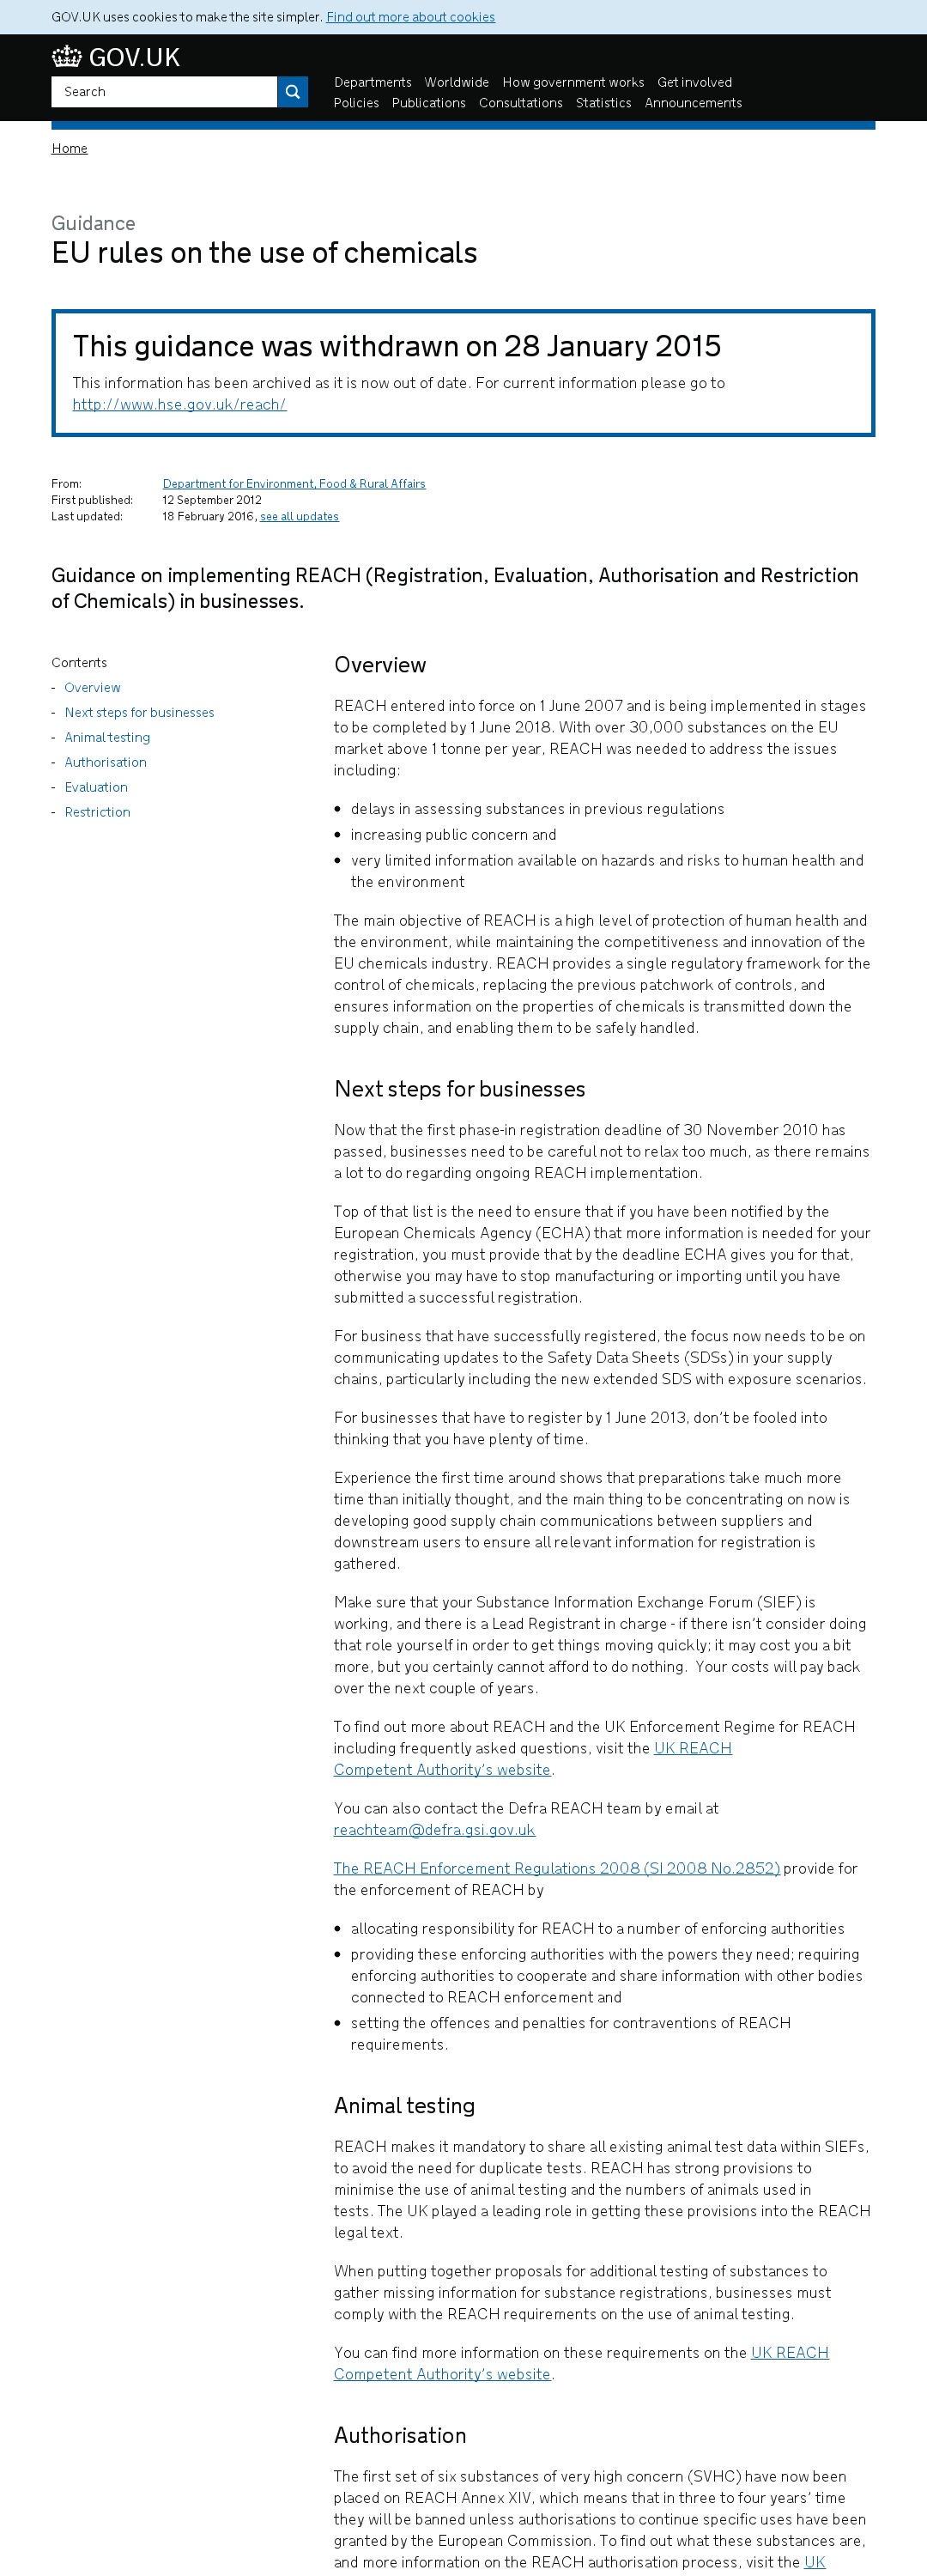 GOV.UK uses cookies to make the site simpler. Find out more about cookies
GOV.UK
Search
Departments Worldwide How government works Get involved
Policies Publications Consultations Statistics Announcements
Home
Guidance
EU rules on the use of chemicals
This guidance was withdrawn on 28 January 2015
This information has been archived as it is now out of date. For current information please go to
http://www.hse.gov.uk/reach/
From: Department for Environment, Food & Rural Affairs
First published: 12 September 2012
Last updated: 18 February 2016, see all updates
Guidance on implementing REACH (Registration, Evaluation, Authorisation and Restriction
of Chemicals) in businesses.
Contents
- Overview
- Next steps for businesses
- Animal testing
- Authorisation
- Evaluation
- Restriction
Overview
REACH entered into force on 1 June 2007 and is being implemented in stages
to be completed by 1 June 2018. With over 30,000 substances on the EU
market above 1 tonne per year, REACH was needed to address the issues
including:
• delays in assessing substances in previous regulations
• increasing public concern and
• very limited information available on hazards and risks to human health and
the environment
The main objective of REACH is a high level of protection of human health and
the environment, while maintaining the competitiveness and innovation of the
EU chemicals industry. REACH provides a single regulatory framework for the
control of chemicals, replacing the previous patchwork of controls, and
ensures information on the properties of chemicals is transmitted down the
supply chain, and enabling them to be safely handled.
Next steps for businesses
Now that the first phase-in registration deadline of 30 November 2010 has
passed, businesses need to be careful not to relax too much, as there remains
a lot to do regarding ongoing REACH implementation.
Top of that list is the need to ensure that if you have been notified by the
European Chemicals Agency (ECHA) that more information is needed for your
registration, you must provide that by the deadline ECHA gives you for that,
otherwise you may have to stop manufacturing or importing until you have
submitted a successful registration.
For business that have successfully registered, the focus now needs to be on
communicating updates to the Safety Data Sheets (SDSs) in your supply
chains, particularly including the new extended SDS with exposure scenarios.
For businesses that have to register by 1 June 2013, don’t be fooled into
thinking that you have plenty of time.
Experience the first time around shows that preparations take much more
time than initially thought, and the main thing to be concentrating on now is
developing good supply chain communications between suppliers and
downstream users to ensure all relevant information for registration is
gathered.
Make sure that your Substance Information Exchange Forum (SIEF) is
working, and there is a Lead Registrant in charge - if there isn’t consider doing
that role yourself in order to get things moving quickly; it may cost you a bit
more, but you certainly cannot afford to do nothing. Your costs will pay back
over the next couple of years.
To find out more about REACH and the UK Enforcement Regime for REACH
including frequently asked questions, visit the UK REACH
Competent Authority’s website.
You can also contact the Defra REACH team by email at
reachteam@defra.gsi.gov.uk
The REACH Enforcement Regulations 2008 (SI 2008 No.2852) provide for
the enforcement of REACH by
• allocating responsibility for REACH to a number of enforcing authorities
• providing these enforcing authorities with the powers they need; requiring
enforcing authorities to cooperate and share information with other bodies
connected to REACH enforcement and
• setting the offences and penalties for contraventions of REACH
requirements.
Animal testing
REACH makes it mandatory to share all existing animal test data within SIEFs,
to avoid the need for duplicate tests. REACH has strong provisions to
minimise the use of animal testing and the numbers of animals used in
tests. The UK played a leading role in getting these provisions into the REACH
legal text.
When putting together proposals for additional testing of substances to
gather missing information for substance registrations, businesses must
comply with the REACH requirements on the use of animal testing.
You can find more information on these requirements on the UK REACH
Competent Authority’s website.
Authorisation
The first set of six substances of very high concern (SVHC) have now been
placed on REACH Annex XIV, which means that in three to four years’ time
they will be banned unless authorisations to continue specific uses have been
granted by the European Commission. To find out what these substances are,
and more information on the REACH authorisation process, visit the UK